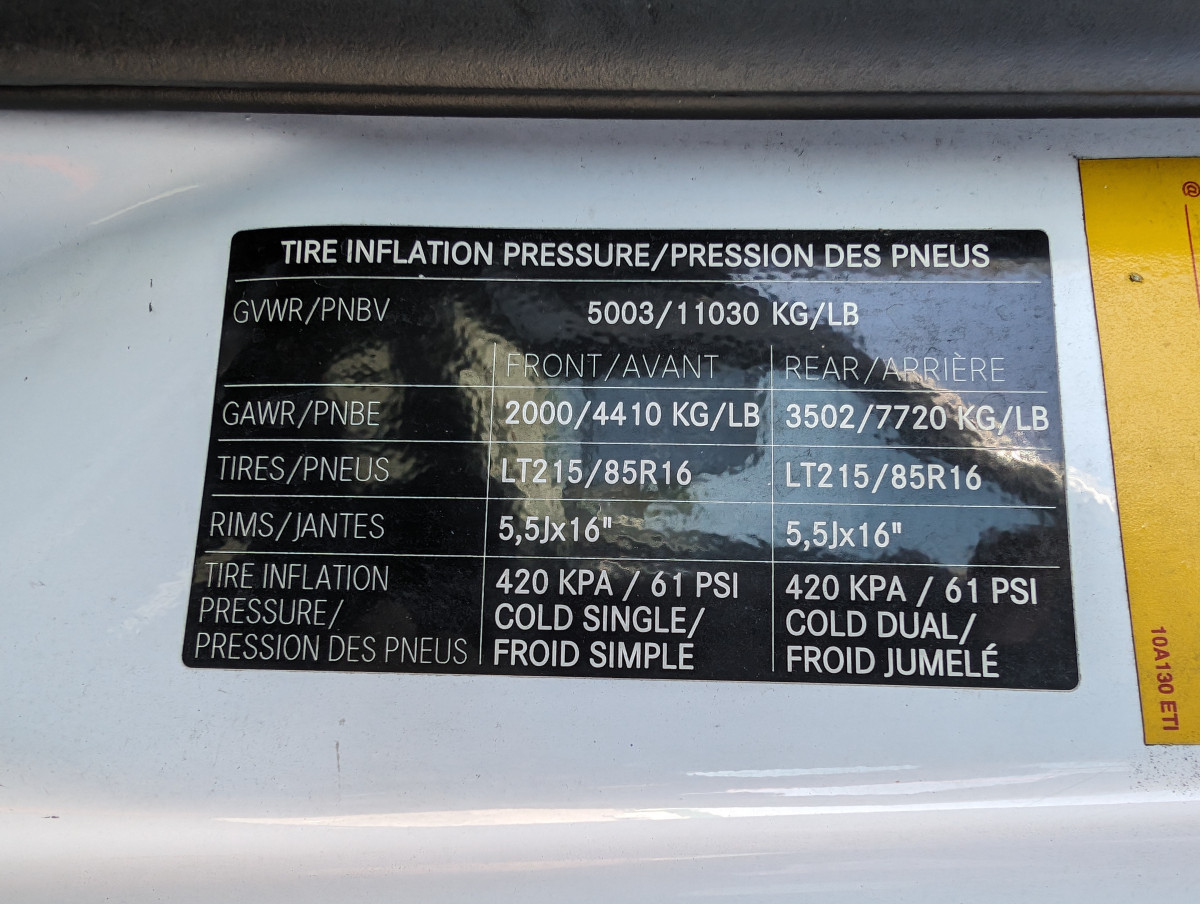 TIRE INFLATION PRESSURE/PRESSION DES PNEUS
GVWR/PNBV 5003/11030 KG/LB
FRONT/AVANT REAR/ARRIÈRE
GAWR/PNBE 2000/4410 KG/LB 3502/7720 KG/LB
TIRES/PNEUS LT215/85R16 LT215/85R16
RIMS/JANTES 5,5Jx16" 5,5Jx16"
TIRE INFLATION 420 KPA / 61 PSI 420 KPA / 61 PSI
PRESSURE/ COLD SINGLE/ COLD DUAL/
PRESSION DES PNEUS FROID SIMPLE FROID JUMELÉ
@
10A130 ETI